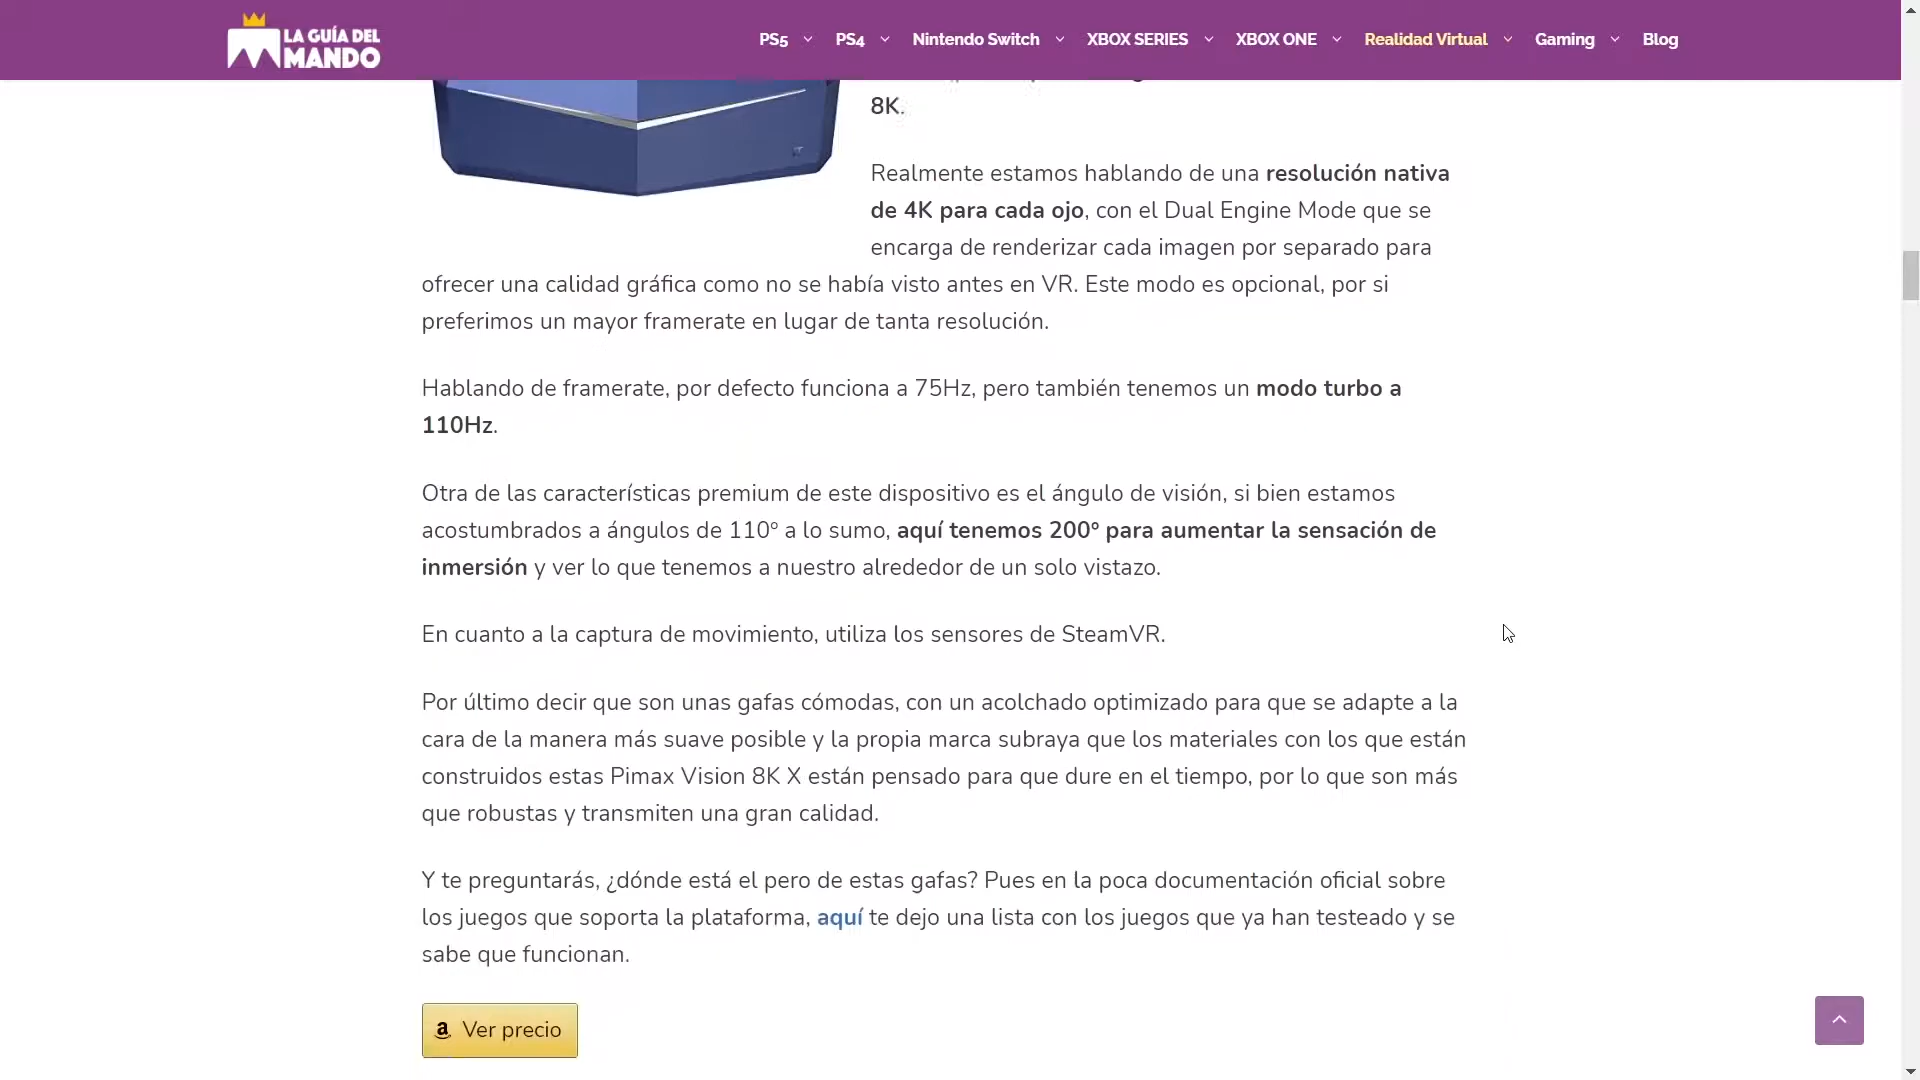 LA GUÍA DEL
MANDO
PS5 PS4 Nintendo Switch XBOX SERIES XBOX ONE Realidad Virtual Gaming Blog
8K.
Realmente estamos hablando de una resolución nativa
de 4K para cada ojo, con el Dual Engine Mode que se
encarga de renderizar cada imagen por separado para
ofrecer una calidad gráfica como no se había visto antes en VR. Este modo es opcional, por si
preferimos un mayor framerate en lugar de tanta resolución.
Hablando de framerate, por defecto funciona a 75Hz, pero también tenemos un modo turbo a
110Hz.
Otra de las características premium de este dispositivo es el ángulo de visión, si bien estamos
acostumbrados a ángulos de 110º a lo sumo, aquí tenemos 200º para aumentar la sensación de
inmersión y ver lo que tenemos a nuestro alrededor de un solo vistazo.
En cuanto a la captura de movimiento, utiliza los sensores de SteamVR.
Por último decir que son unas gafas cómodas, con un acolchado optimizado para que se adapte a la
cara de la manera más suave posible y la propia marca subraya que los materiales con los que están
construidos estas Pimax Vision 8K X están pensado para que dure en el tiempo, por lo que son más
que robustas y transmiten una gran calidad.
Y te preguntarás, ¿dónde está el pero de estas gafas? Pues en la poca documentación oficial sobre
los juegos que soporta la plataforma, aquí te dejo una lista con los juegos que ya han testeado y se
sabe que funcionan.
Ver precio